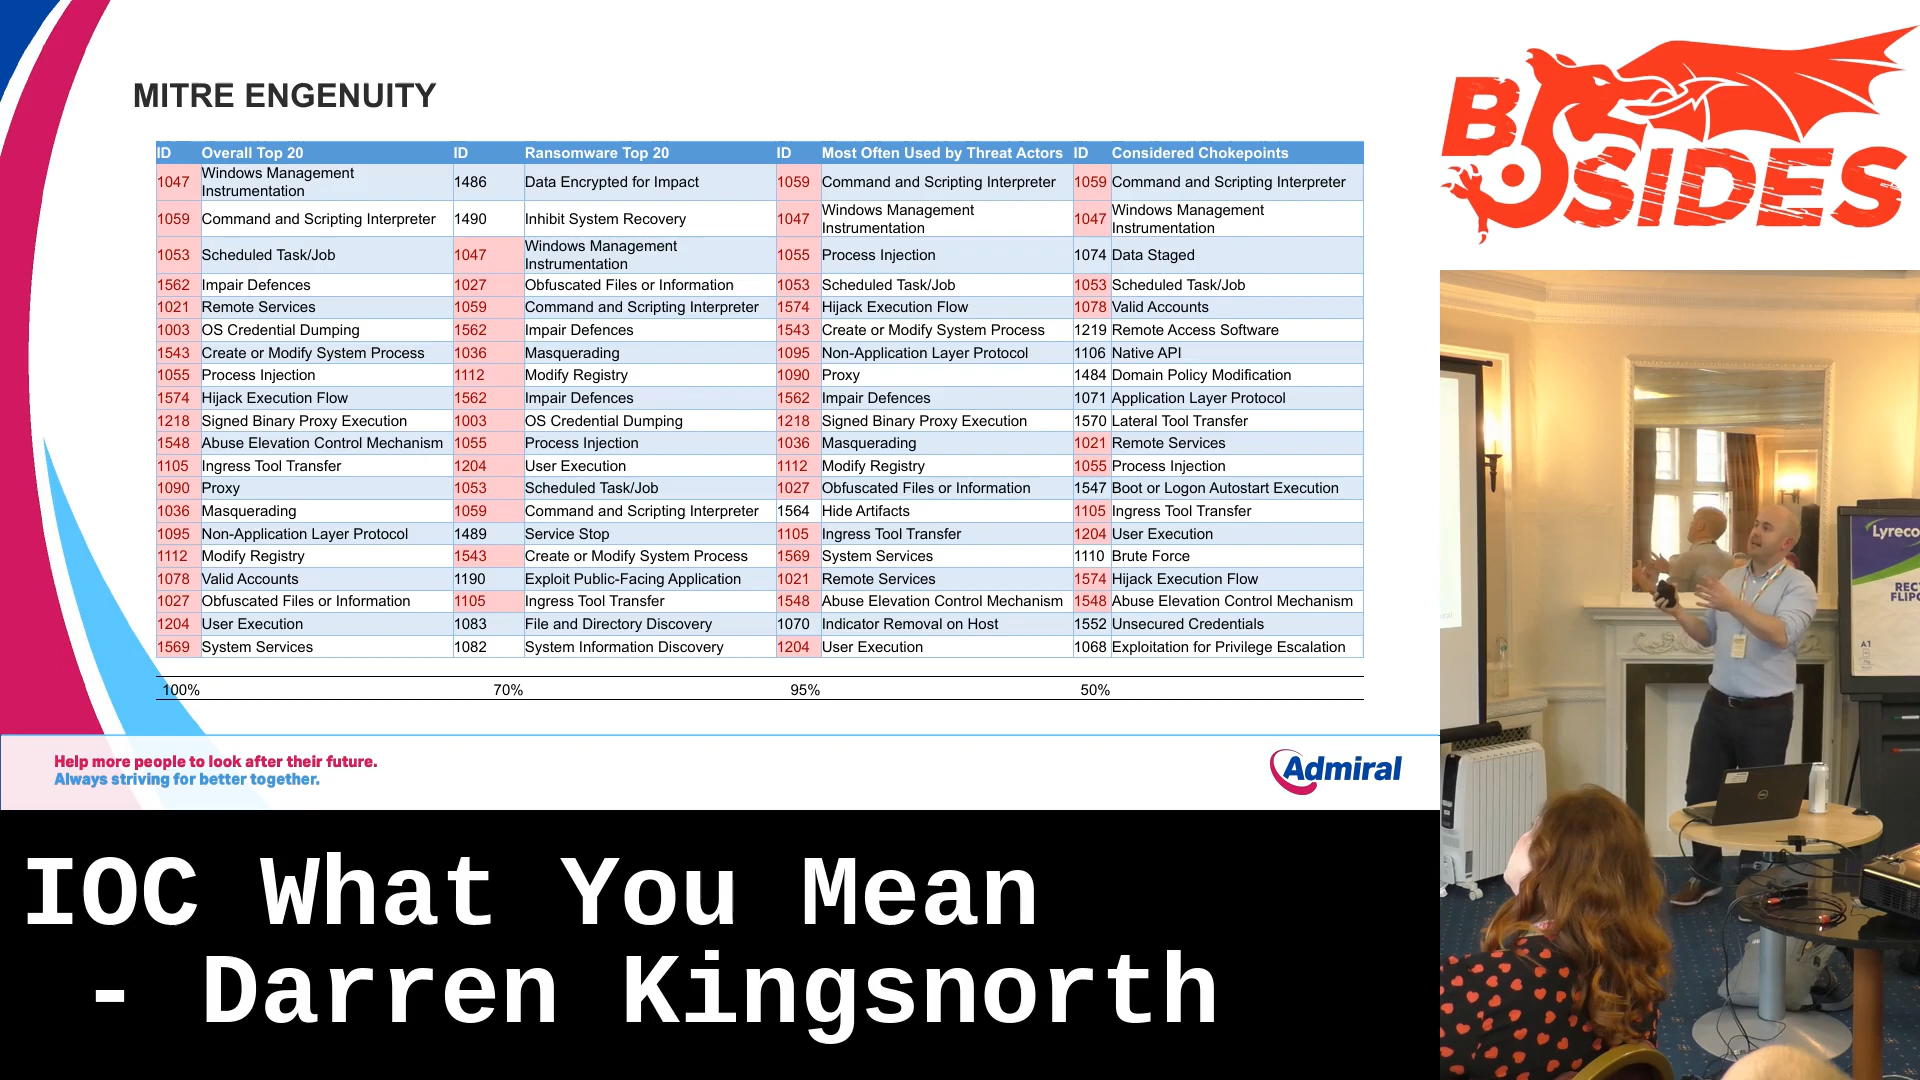 MITRE ENGENUITY
ID Overall Top 20 ID Ransomware Top 20 ID Most Often Used by Threat Actors ID Considered Chokepoints
1047 Windows Management Instrumentation 1486 Data Encrypted for Impact 1059 Command and Scripting Interpreter 1059 Command and Scripting Interpreter
1059 Command and Scripting Interpreter 1490 Inhibit System Recovery 1047 Windows Management Instrumentation 1047 Windows Management Instrumentation
1053 Scheduled Task/Job 1047 Windows Management Instrumentation 1055 Process Injection 1074 Data Staged
1562 Impair Defences 1027 Obfuscated Files or Information 1053 Scheduled Task/Job 1053 Scheduled Task/Job
1021 Remote Services 1059 Command and Scripting Interpreter 1574 Hijack Execution Flow 1078 Valid Accounts
1003 OS Credential Dumping 1562 Impair Defences 1543 Create or Modify System Process 1219 Remote Access Software
1543 Create or Modify System Process 1036 Masquerading 1095 Non-Application Layer Protocol 1106 Native API
1055 Process Injection 1112 Modify Registry 1090 Proxy 1484 Domain Policy Modification
1574 Hijack Execution Flow 1562 Impair Defences 1562 Impair Defences 1071 Application Layer Protocol
1218 Signed Binary Proxy Execution 1003 OS Credential Dumping 1218 Signed Binary Proxy Execution 1570 Lateral Tool Transfer
1548 Abuse Elevation Control Mechanism 1055 Process Injection 1036 Masquerading 1021 Remote Services
1105 Ingress Tool Transfer 1204 User Execution 1112 Modify Registry 1055 Process Injection
1090 Proxy 1053 Scheduled Task/Job 1027 Obfuscated Files or Information 1547 Boot or Logon Autostart Execution
1036 Masquerading 1059 Command and Scripting Interpreter 1564 Hide Artifacts 1105 Ingress Tool Transfer
1095 Non-Application Layer Protocol 1489 Service Stop 1105 Ingress Tool Transfer 1204 User Execution
1112 Modify Registry 1543 Create or Modify System Process 1569 System Services 1110 Brute Force
1078 Valid Accounts 1190 Exploit Public-Facing Application 1021 Remote Services 1574 Hijack Execution Flow
1027 Obfuscated Files or Information 1105 Ingress Tool Transfer 1548 Abuse Elevation Control Mechanism 1548 Abuse Elevation Control Mechanism
1204 User Execution 1083 File and Directory Discovery 1070 Indicator Removal on Host 1552 Unsecured Credentials
1569 System Services 1082 System Information Discovery 1204 User Execution 1068 Exploitation for Privilege Escalation
100% 70% 95% 50%
Help more people to look after their future.
Always striving for better together.
Admiral
BSIDES
Lyreco
A1
IOC What You Mean
- Darren Kingsnorth